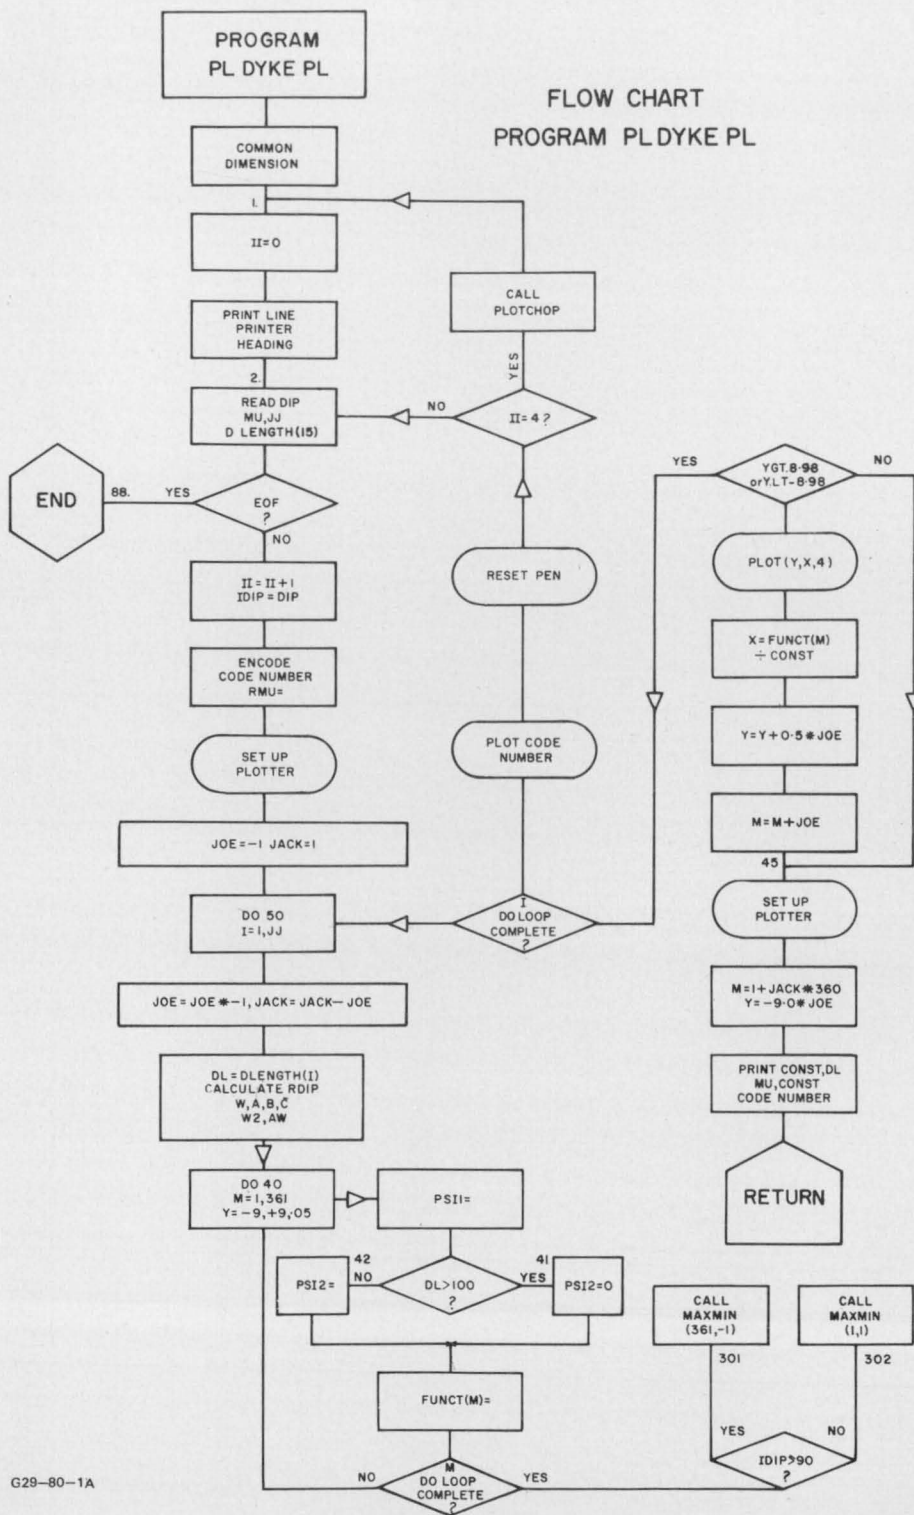 PROGRAM
PL DYKE PL
FLOW CHART
PROGRAM PLDYKE PL
COMMON
DIMENSION
1.
II=0
CALL
PLOTCHOP
PRINT LINE
PRINTER
HEADING
YES
2.
READ DIP
MU,JJ
D LENGTH(15)
NO
II=4?
END
88.
YES
EOF
?
NO
YES
YGT.8·98
orY.LT-8·98
NO
II=II+1
IDIP=DIP
RESET PEN
PLOT(Y,X,4)
ENCODE
CODE NUMBER
RMU=
X=FUNCT(M)
÷CONST
SET UP
PLOTTER
PLOT CODE
NUMBER
Y=Y+0·5*JOE
JOE=-1 JACK=1
M=M+JOE
45
DO 50
I=1,JJ
I
DO LOOP
COMPLETE
?
SET UP
PLOTTER
JOE=JOE*-1, JACK=JACK-JOE
M=1+JACK*360
Y=-9·0*JOE
DL=DLENGTH(I)
CALCULATE RDIP
W,A,B,C
W2,AW
PRINT CONST,DL
MU,CONST
CODE NUMBER
DO 40
M=1,361
Y=-9,+9,·05
PSI1=
RETURN
PSI2=
42
NO
DL>100
?
41
YES
PSI2=0
CALL
MAXMIN
(361,-1)
CALL
MAXMIN
(1,1)
301
302
FUNCT(M)=
YES
NO
IDIP>90
?
NO
M
DO LOOP
COMPLETE
?
YES
G29-80-1A